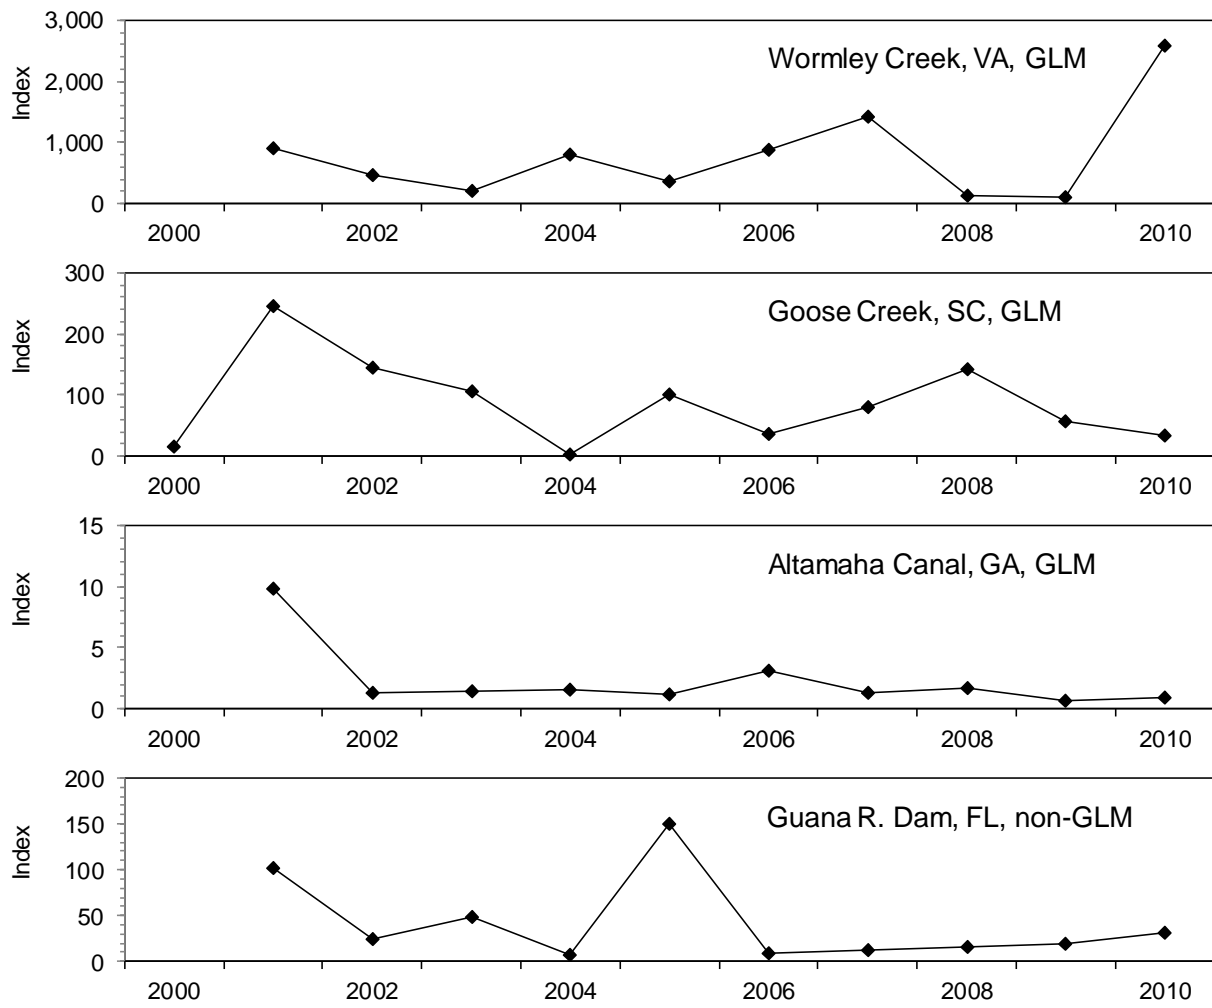 3,000
2,000
1,000
0
Index
Wormley Creek, VA, GLM
2000 2002 2004 2006 2008 2010
300
200
100
0
Index
Goose Creek, SC, GLM
2000 2002 2004 2006 2008 2010
15
10
5
0
Index
Altamaha Canal, GA, GLM
2000 2002 2004 2006 2008 2010
200
150
100
50
0
Index
Guana R. Dam, FL, non-GLM
2000 2002 2004 2006 2008 2010